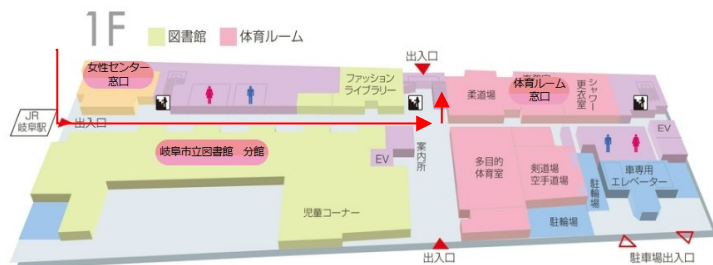 1F 図書館 体育ルーム
出入口
女性センター
窓口
ファッション
ライブラリー
柔道場
体育ルーム
窓口
シャワー
更衣室
JR
岐阜駅
出入口
岐阜市立図書館 分館
EV
案内所
多目的
体育室
剣道場
空手道場
EV
車専用
エレベーター
児童コーナー
駐輪場
駐輪場
出入口
駐車場出入口